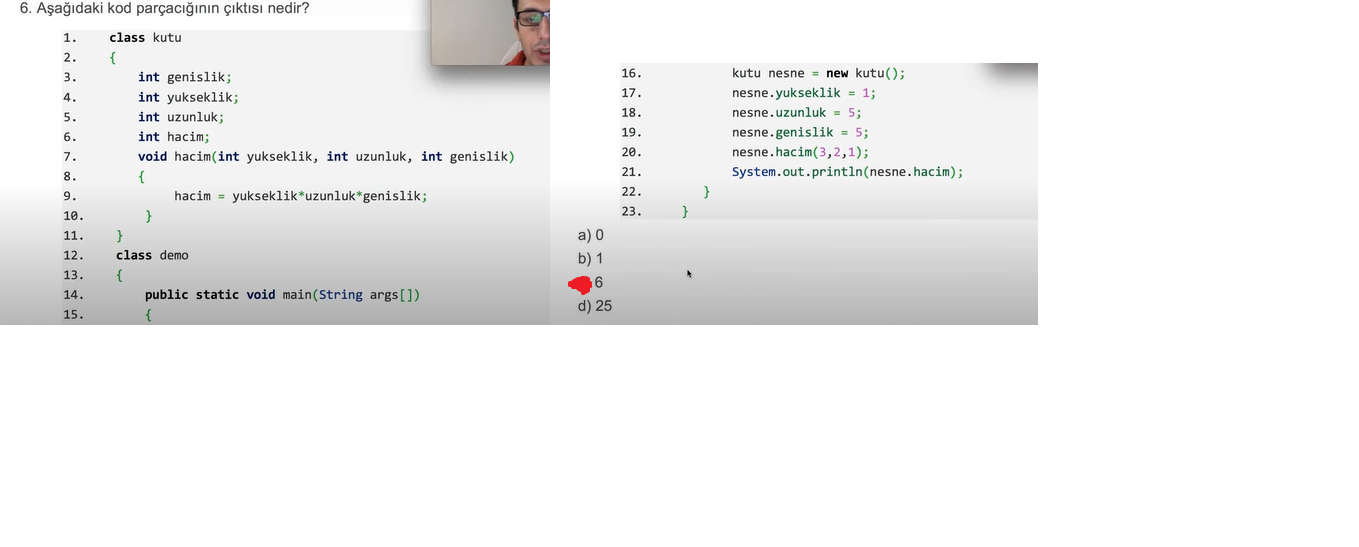 6. Aşağıdaki kod parçacığının çıktısı nedir?
1. class kutu
2. {
3. int genislik;
4. int yukseklik;
5. int uzunluk;
6. int hacim;
7. void hacim(int yukseklik, int uzunluk, int genislik)
8. {
9. hacim = yukseklik*uzunluk*genislik;
10. }
11. }
12. class demo
13. {
14. public static void main(String args[])
15. {
16. kutu nesne = new kutu();
17. nesne.yukseklik = 1;
18. nesne.uzunluk = 5;
19. nesne.genislik = 5;
20. nesne.hacim(3,2,1);
21. System.out.println(nesne.hacim);
22. }
23. }
a) 0
b) 1
6
d) 25